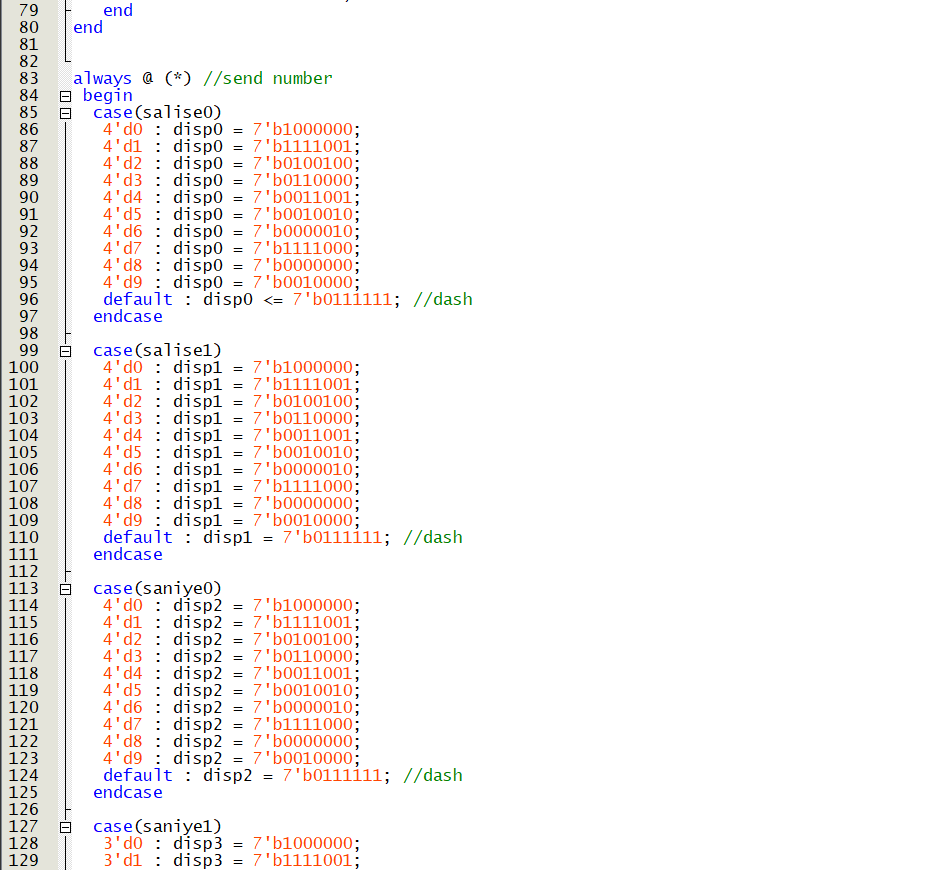 79 end
80 end
81
82
83 always @ (*) //send number
84 begin
85 case(salise0)
86 4'd0 : disp0 = 7'b1000000;
87 4'd1 : disp0 = 7'b1111001;
88 4'd2 : disp0 = 7'b0100100;
89 4'd3 : disp0 = 7'b0110000;
90 4'd4 : disp0 = 7'b0011001;
91 4'd5 : disp0 = 7'b0010010;
92 4'd6 : disp0 = 7'b0000010;
93 4'd7 : disp0 = 7'b1111000;
94 4'd8 : disp0 = 7'b0000000;
95 4'd9 : disp0 = 7'b0010000;
96 default : disp0 <= 7'b0111111; //dash
97 endcase
98
99 case(salise1)
100 4'd0 : disp1 = 7'b1000000;
101 4'd1 : disp1 = 7'b1111001;
102 4'd2 : disp1 = 7'b0100100;
103 4'd3 : disp1 = 7'b0110000;
104 4'd4 : disp1 = 7'b0011001;
105 4'd5 : disp1 = 7'b0010010;
106 4'd6 : disp1 = 7'b0000010;
107 4'd7 : disp1 = 7'b1111000;
108 4'd8 : disp1 = 7'b0000000;
109 4'd9 : disp1 = 7'b0010000;
110 default : disp1 = 7'b0111111; //dash
111 endcase
112
113 case(saniye0)
114 4'd0 : disp2 = 7'b1000000;
115 4'd1 : disp2 = 7'b1111001;
116 4'd2 : disp2 = 7'b0100100;
117 4'd3 : disp2 = 7'b0110000;
118 4'd4 : disp2 = 7'b0011001;
119 4'd5 : disp2 = 7'b0010010;
120 4'd6 : disp2 = 7'b0000010;
121 4'd7 : disp2 = 7'b1111000;
122 4'd8 : disp2 = 7'b0000000;
123 4'd9 : disp2 = 7'b0010000;
124 default : disp2 = 7'b0111111; //dash
125 endcase
126
127 case(saniye1)
128 3'd0 : disp3 = 7'b1000000;
129 3'd1 : disp3 = 7'b1111001;